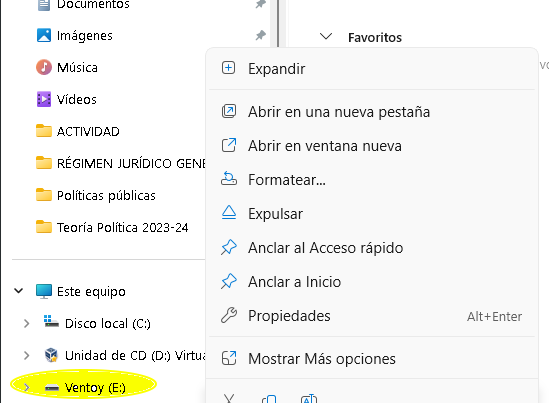 Documentos
Imágenes
Música
Vídeos
ACTIVIDAD
RÉGIMEN JURÍDICO GENE
Políticas públicas
Teoría Política 2023-24
Este equipo
Disco local (C:)
Unidad de CD (D:) Virtua
Ventoy (E:)
Favoritos
Expandir
Abrir en una nueva pestaña
Abrir en ventana nueva
Formatear...
Expulsar
Anclar al Acceso rápido
Anclar a Inicio
Propiedades Alt+Enter
Mostrar Más opciones